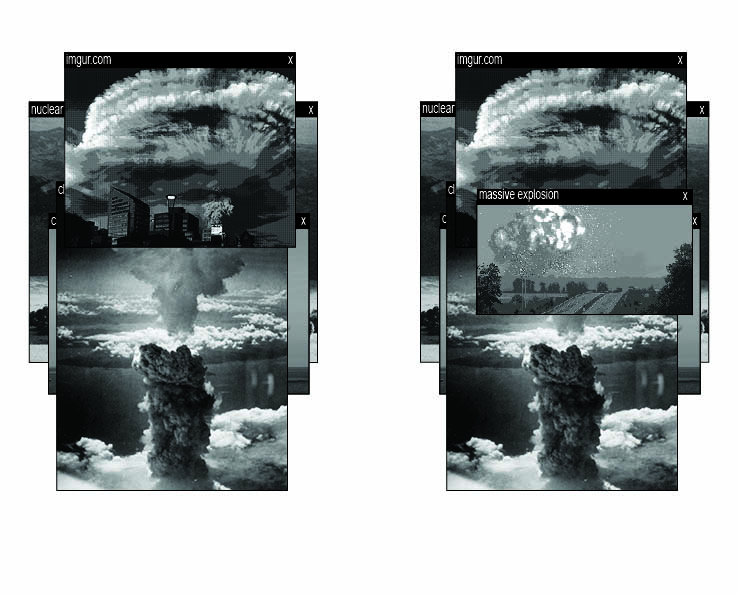 imgur.com X
nuclear X
c
c X
imgur.com X
nuclear X
massive explosion X
c
c X